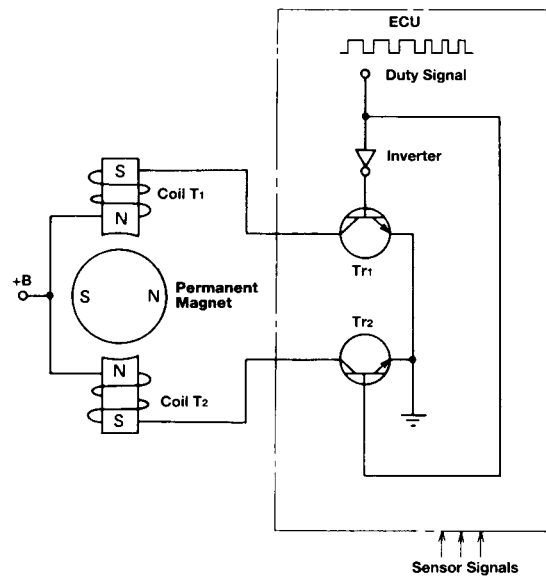 ECU
Duty Signal
Inverter
S
Coil T1
N
Tr1
+B
S
N
Permanent
Magnet
Tr2
N
Coil T2
S
Sensor Signals